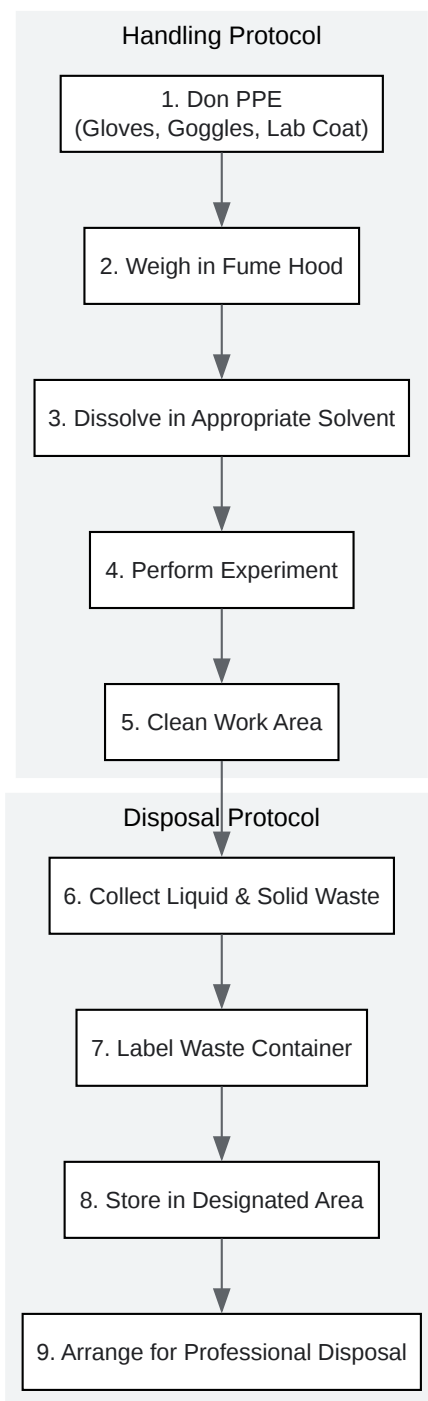 Handling Protocol
1. Don PPE
(Gloves, Goggles, Lab Coat)
2. Weigh in Fume Hood
3. Dissolve in Appropriate Solvent
4. Perform Experiment
5. Clean Work Area
Disposal Protocol
6. Collect Liquid & Solid Waste
7. Label Waste Container
8. Store in Designated Area
9. Arrange for Professional Disposal